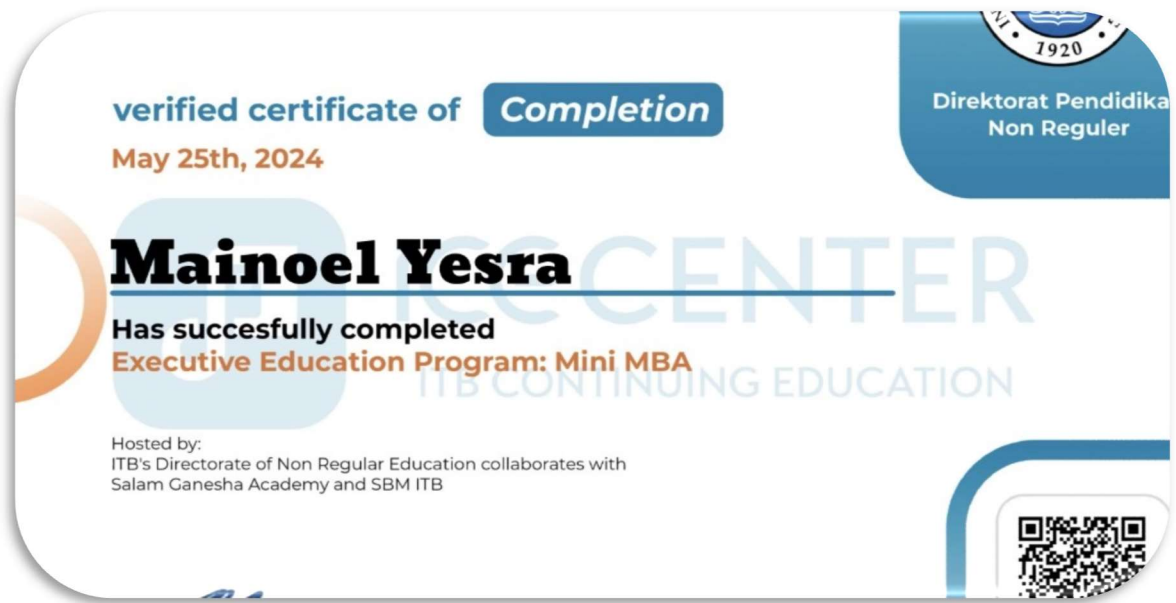 1920
Direktorat Pendidika
Non Reguler
verified certificate of Completion
May 25th, 2024
Mainoel Yesra
Has succesfully completed
Executive Education Program: Mini MBA
CENTER
ITB CONTINUING EDUCATION
Hosted by:
ITB's Directorate of Non Regular Education collaborates with
Salam Ganesha Academy and SBM ITB